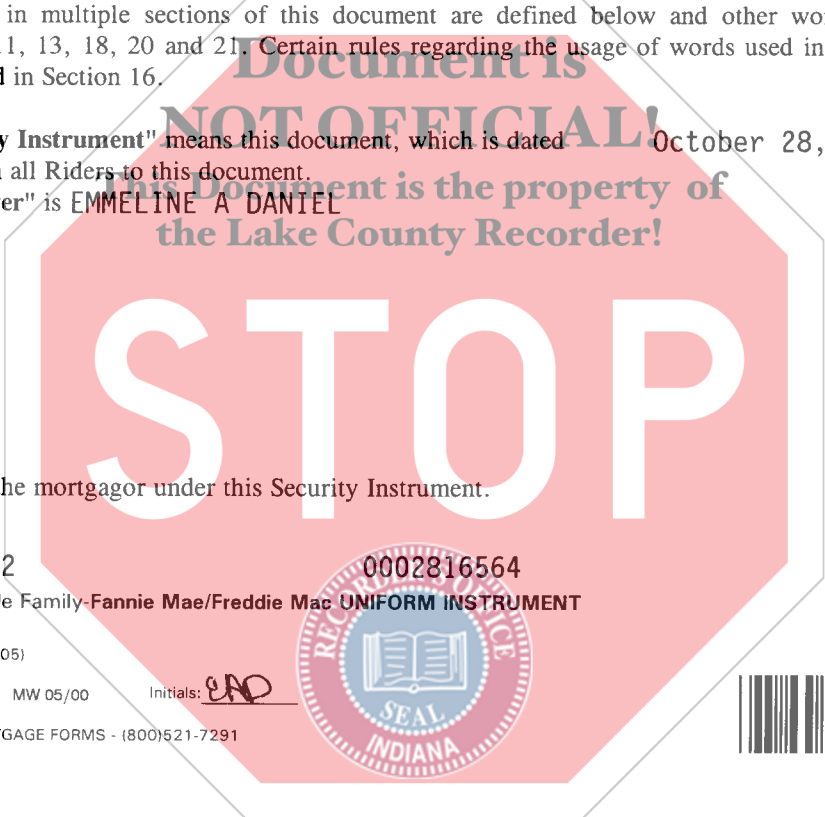 in multiple sections of this document are defined below and other wo
1, 13, 18, 20 and 21. Certain rules regarding the usage of words used in
in Section 16.
Document is
NOT OFFICIAL!
This Document is the property of
the Lake County Recorder!
y Instrument" means this document, which is dated October 28,
all Riders to this document.
er" is EMMELINE A DANIEL
STOP
he mortgagor under this Security Instrument.
2 0002816564
e Family-Fannie Mae/Freddie Mac UNIFORM INSTRUMENT
05)
MW 05/00 Initials: EAD
TGAGE FORMS - (800)521-7291
RECORDER'S OFFICE
SEAL
INDIANA